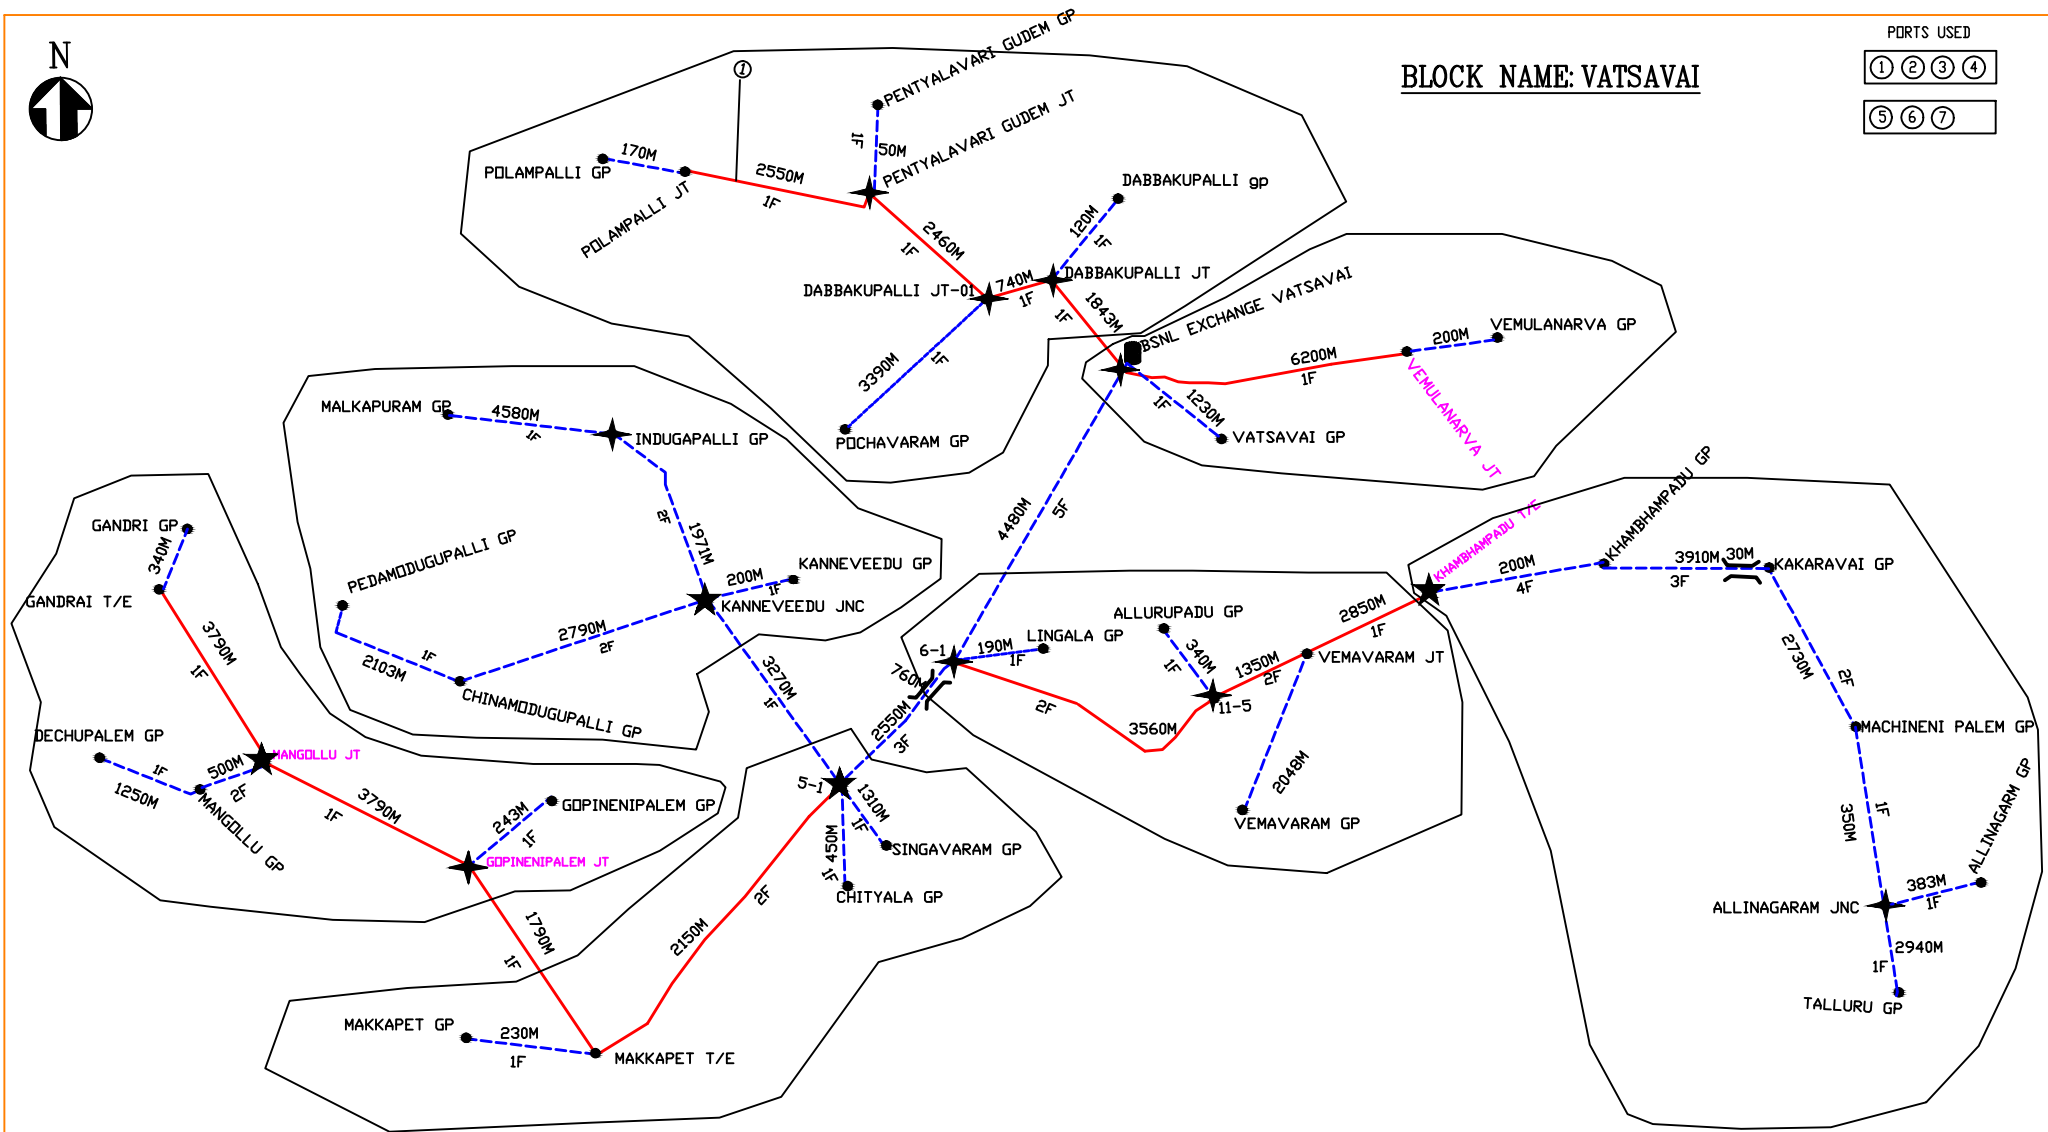 N
BLOCK NAME: VATSAVAI
PORTS USED
1 2 3 4
5 6 7
1
PENTYALAVARI GUDEM GP
1F
50M
PENTYALAVARI GUDEM JT
POLAMPALLI GP
170M
POLAMPALLI JT
2550M
1F
2460M
1F
DABBAKUPALLI gp
120M
1F
DABBAKUPALLI JT
DABBAKUPALLI JT-01
740M
1F
1843M
1F
3390M
1F
POCHAVARAM GP
BSNL EXCHANGE VATSAVAI
6200M
1F
200M
VEMULANARVA GP
VEMULANARVA JT
1230M
1F
VATSAVAI GP
MALKAPURAM GP
4580M
1F
INDUGAPALLI GP
2F
1971M
KANNEVEEDU GP
200M
1F
KANNEVEEDU JNC
PEDAMODUGUPALLI GP
1F
2103M
2790M
2F
CHINAMODUGUPALLI GP
3270M
1F
4480M
5F
GANDRI GP
340M
GANDRAI T/E
3790M
1F
DECHUPALEM GP
1F
1250M
500M
2F
MANGOLLU JT
MANGOLLU GP
3790M
1F
243M
1F
GOPINENIPALEM GP
GOPINENIPALEM JT
1790M
1F
MAKKAPET GP
230M
1F
MAKKAPET T/E
2150M
2F
5-1
1310M
1F
SINGAVARAM GP
450M
1F
CHITYALA GP
2550M
3F
760M
6-1
190M
1F
LINGALA GP
2F
3560M
ALLURUPADU GP
340M
1F
11-5
1350M
2F
VEMAVARAM JT
2048M
VEMAVARAM GP
2850M
1F
KHAMBHAMPADU T/E
200M
4F
KHAMBHAMPADU GP
3910M
3F
30M
KAKARAVAI GP
2730M
2F
MACHINENI PALEM GP
350M
1F
ALLINAGARM GP
383M
1F
ALLINAGARAM JNC
2940M
1F
TALLURU GP